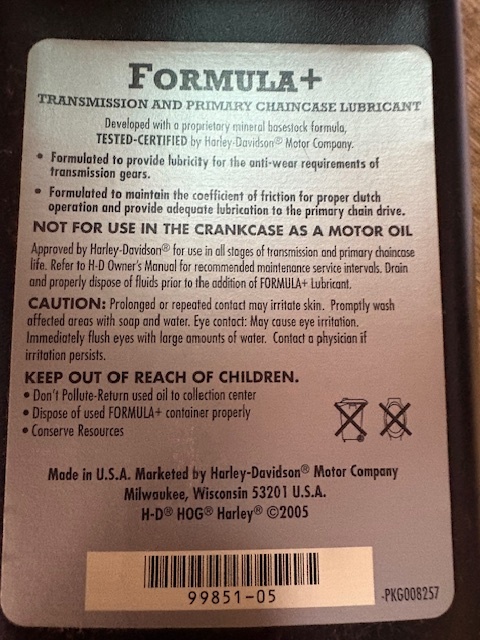 FORMULA+
TRANSMISSION AND PRIMARY CHAINCASE LUBRICANT
Developed with a proprietary mineral basestock formula,
TESTED-CERTIFIED by Harley-Davidson® Motor Company.
• Formulated to provide lubricity for the anti-wear requirements of
transmission gears.
• Formulated to maintain the coefficient of friction for proper clutch
operation and provide adequate lubrication to the primary chain drive.
NOT FOR USE IN THE CRANKCASE AS A MOTOR OIL
Approved by Harley-Davidson® for use in all stages of transmission and primary chaincase
life. Refer to H-D Owner's Manual for recommended maintenance service intervals. Drain
and properly dispose of fluids prior to the addition of FORMULA+ Lubricant.
CAUTION: Prolonged or repeated contact may irritate skin. Promptly wash
affected areas with soap and water. Eye contact: May cause eye irritation.
Immediately flush eyes with large amounts of water. Contact a physician if
irritation persists.
KEEP OUT OF REACH OF CHILDREN.
• Don't Pollute-Return used oil to collection center
• Dispose of used FORMULA+ container properly
• Conserve Resources
Made in U.S.A. Marketed by Harley-Davidson® Motor Company
Milwaukee, Wisconsin 53201 U.S.A.
H-D® HOG® Harley® ©2005
99851-05
-PKG008257